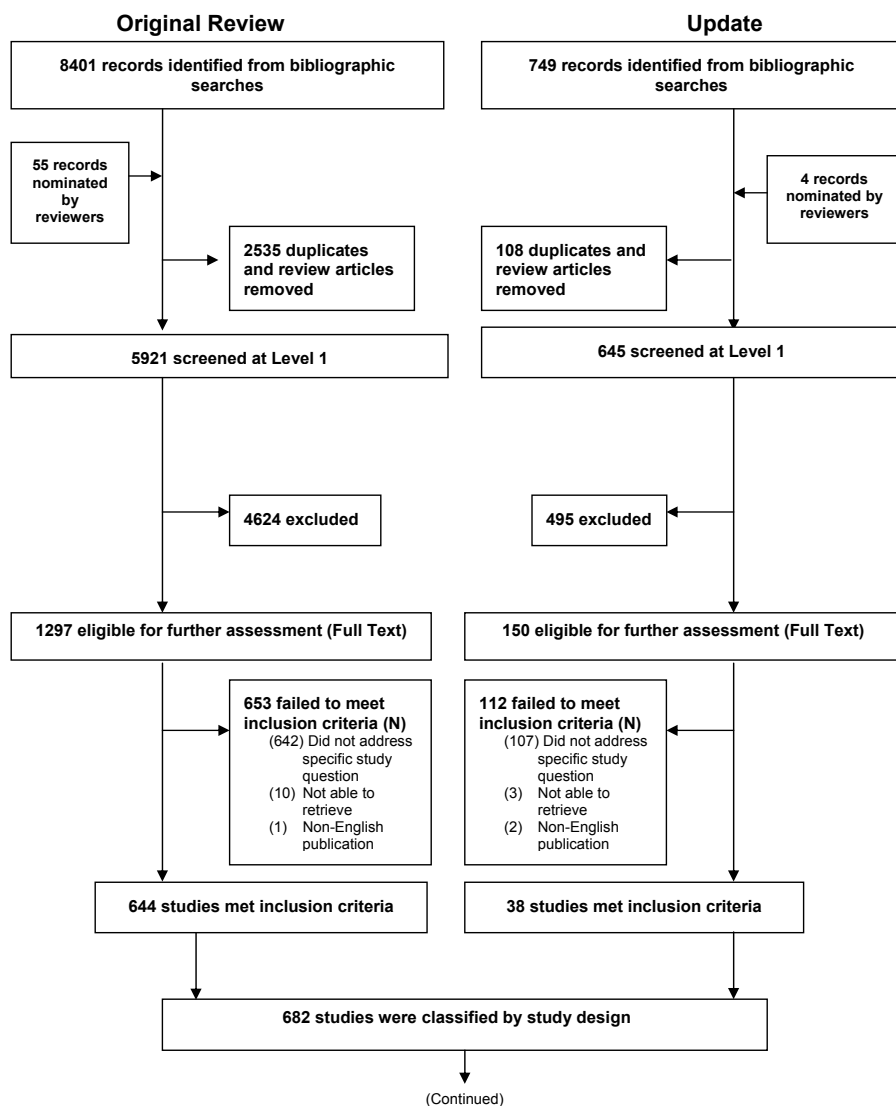 Original Review
8401 records identified from bibliographic
searches
55 records
nominated
by
reviewers
2535 duplicates
and review articles
removed
5921 screened at Level 1
4624 excluded
1297 eligible for further assessment (Full Text)
653 failed to meet
inclusion criteria (N)
(642) Did not address
specific study
question
(10) Not able to
retrieve
(1) Non-English
publication
644 studies met inclusion criteria
Update
749 records identified from bibliographic
searches
4 records
nominated by
reviewers
108 duplicates and
review articles
removed
645 screened at Level 1
495 excluded
150 eligible for further assessment (Full Text)
112 failed to meet
inclusion criteria (N)
(107) Did not address
specific study
question
(3) Not able to
retrieve
(2) Non-English
publication
38 studies met inclusion criteria
682 studies were classified by study design
(Continued)